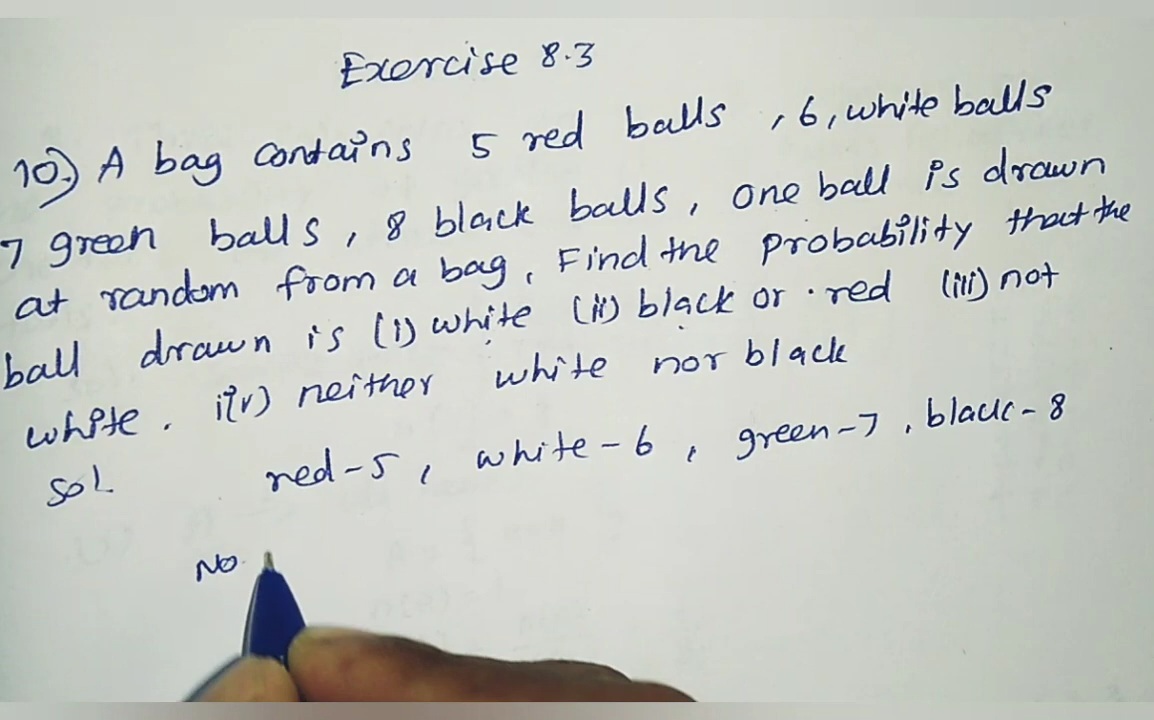 Exercise 8.3
10.) A bag contains 5 red balls , 6, white balls
7 green balls , 8 black balls , one ball is drawn
at random from a bag . Find the probability that the
ball drawn is (i) white (ii) black or . red (iii) not
white . i(v) neither white nor black
sol. red-5 , white-6 , green-7 , black-8
No.